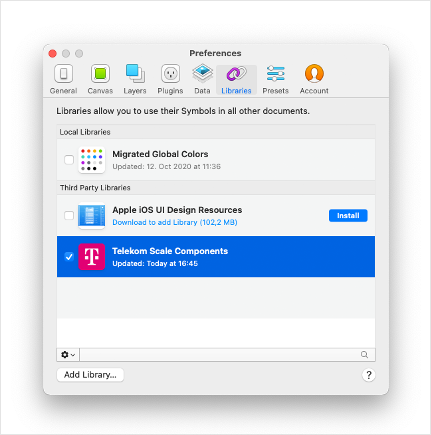 Preferences
General Canvas Layers Plugins Data Libraries Presets Account
Libraries allow you to use their Symbols in all other documents.
Local Libraries
Migrated Global Colors
Updated: 12. Oct 2020 at 11:36
Third Party Libraries
Apple iOS UI Design Resources
Download to add Library (102,2 MB)
Install
T
Telekom Scale Components
Updated: Today at 16:45
Add Library...
?